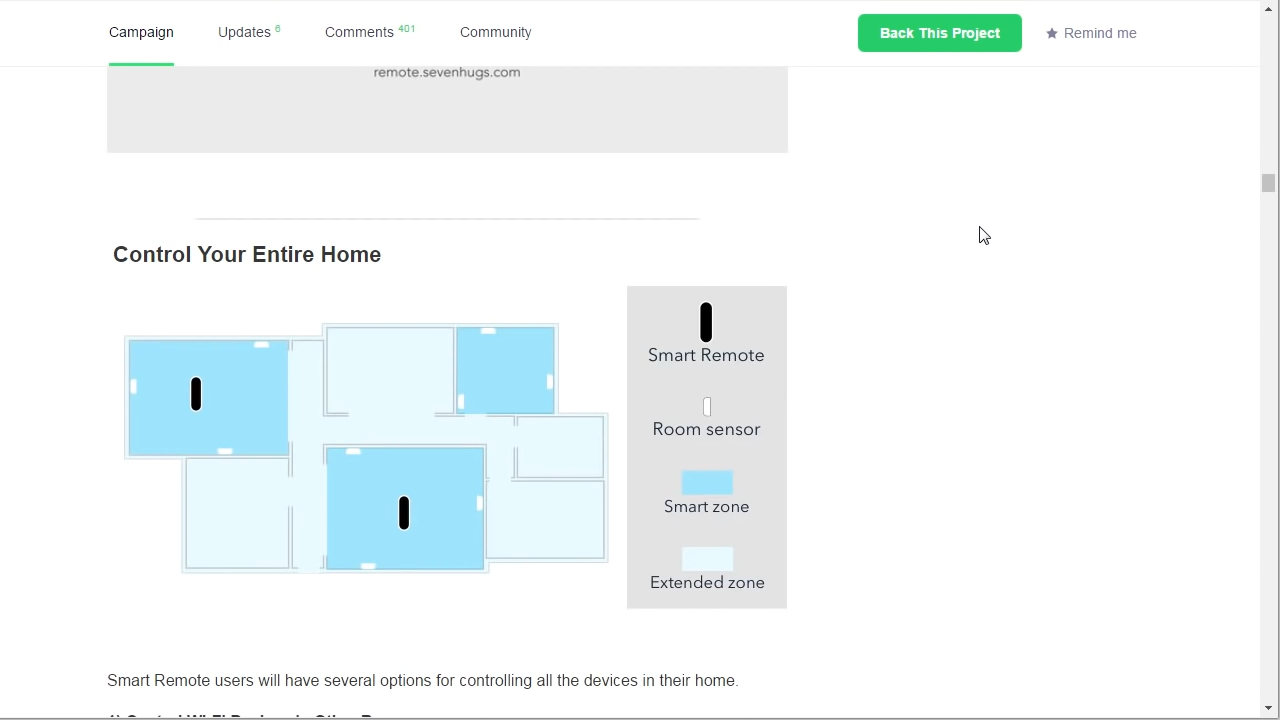 Campaign
Updates 6
Comments 401
Community
Back This Project
Remind me
remote.sevenhugs.com
Control Your Entire Home
Smart Remote
Room sensor
Smart zone
Extended zone
Smart Remote users will have several options for controlling all the devices in their home.